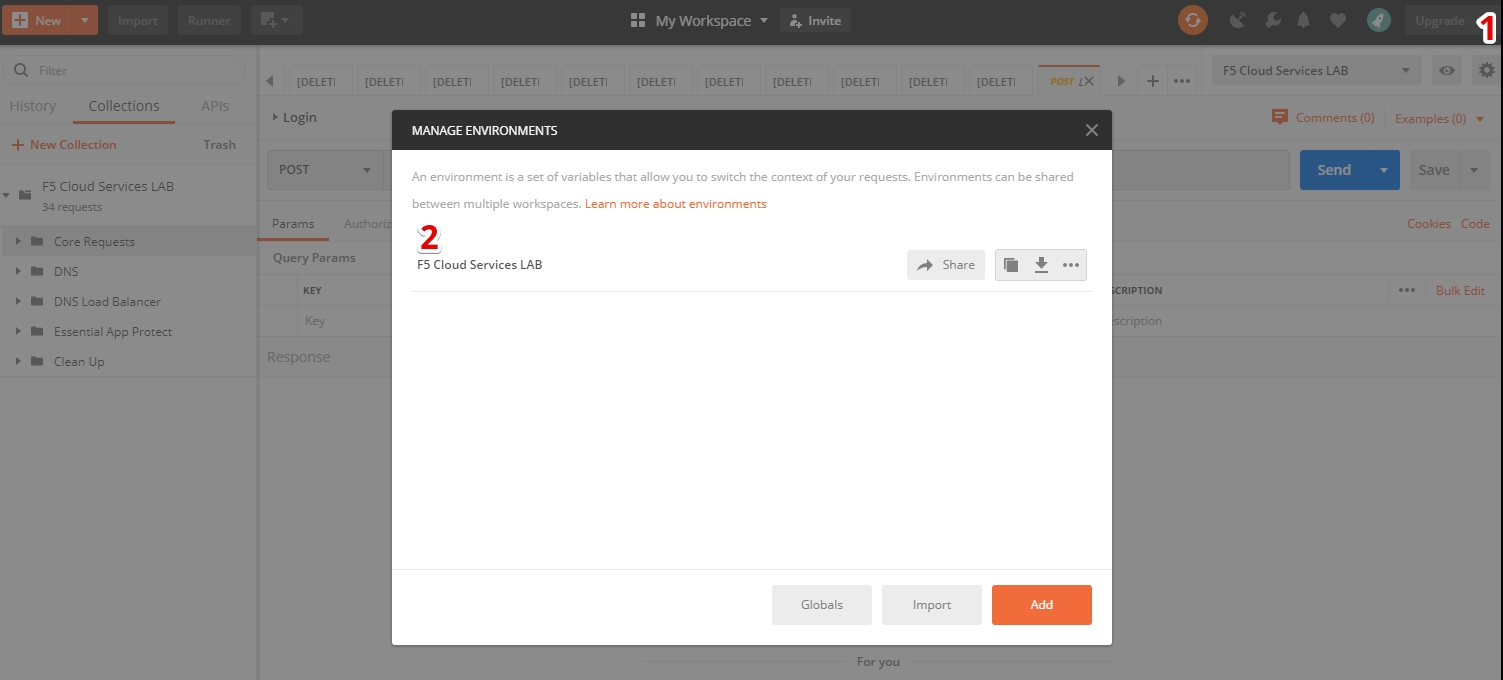 New Import Runner My Workspace Invite Upgrade 1
Filter [DELETI [DELETI [DELETI [DELETI [DELETI [DELETI [DELETI [DELETI [DELETI [DELETI [DELETI POST F5 Cloud Services LAB
History Collections APIs
Login Comments (0) Examples (0)
MANAGE ENVIRONMENTS
New Collection Trash
POST Send Save
An environment is a set of variables that allow you to switch the context of your requests. Environments can be shared
between multiple workspaces. Learn more about environments
F5 Cloud Services LAB
34 requests
Params Authoriz Cookies Code
2
Core Requests
Query Params
F5 Cloud Services LAB Share
DNS
KEY SCRIPTION Bulk Edit
DNS Load Balancer
Key escription
Essential App Protect
Response
Clean Up
Globals Import Add
For you